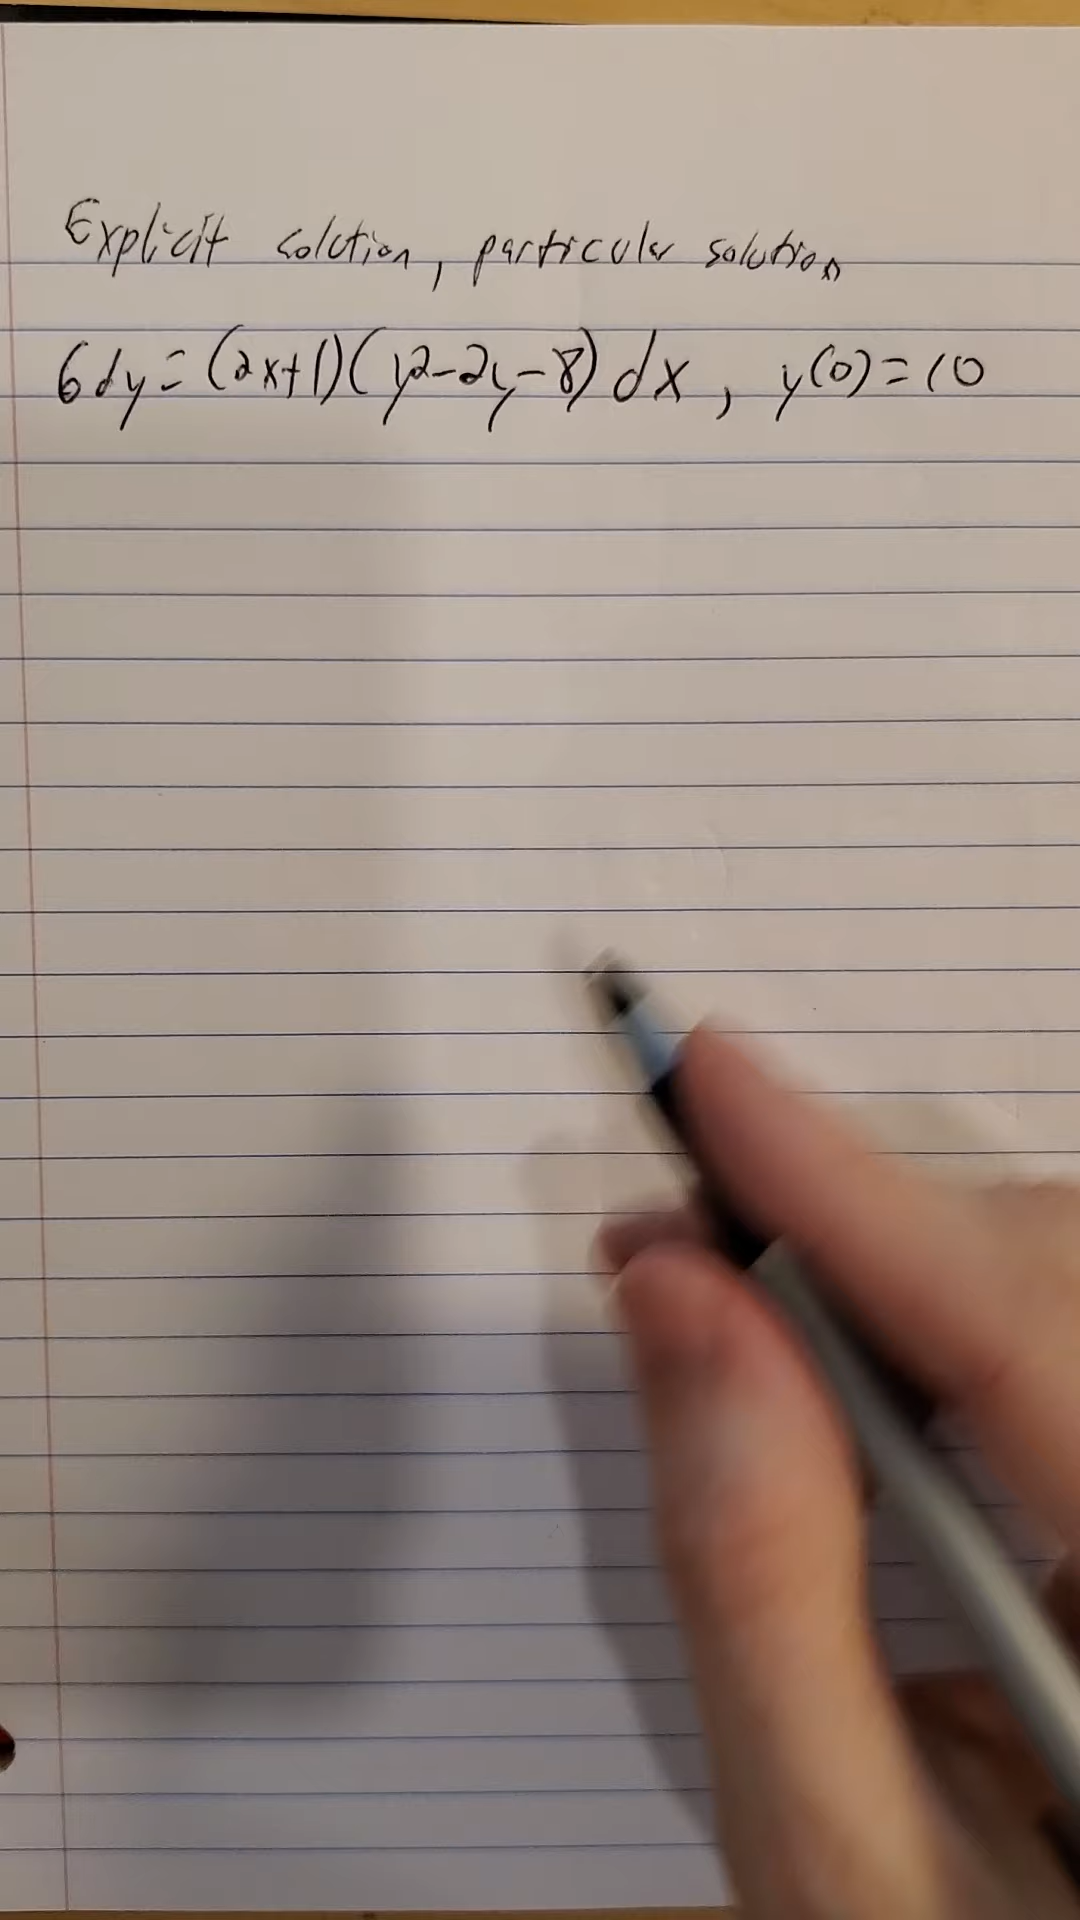 Explicit solution, particular solution
6dy = (2x+1)(y²-2y-8)dx, y(0)=10